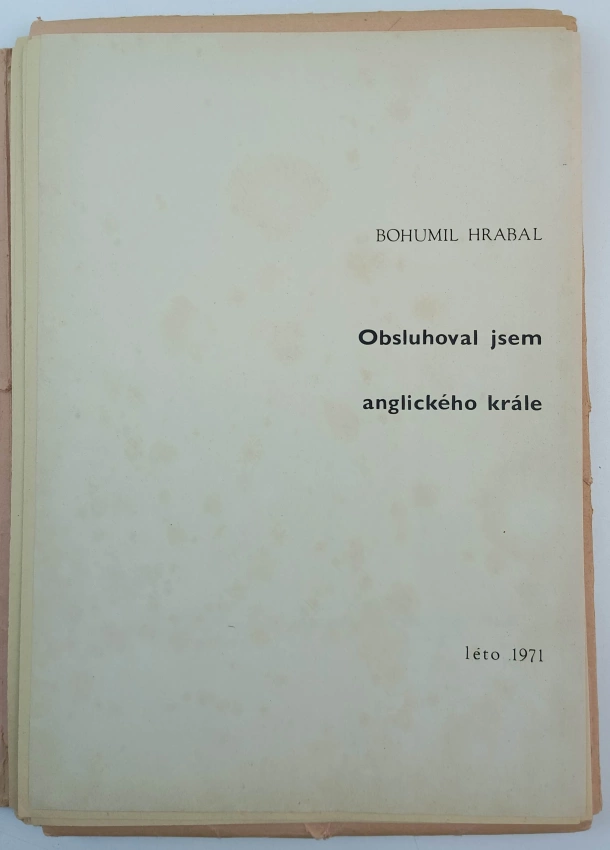 BOHUMIL HRABAL
Obsluhoval jsem
anglického krále
léto 1971